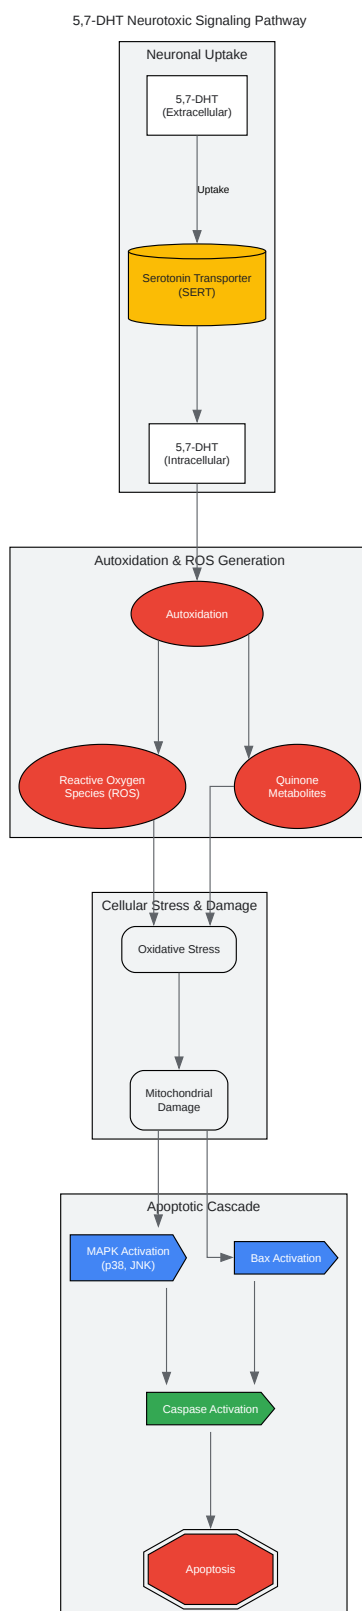 5,7-DHT Neurotoxic Signaling Pathway
Neuronal Uptake
5,7-DHT
(Extracellular)
Uptake
Serotonin Transporter
(SERT)
5,7-DHT
(Intracellular)
Autoxidation & ROS Generation
Autoxidation
Reactive Oxygen
Species (ROS)
Quinone
Metabolites
Cellular Stress & Damage
Oxidative Stress
Mitochondrial
Damage
Apoptotic Cascade
MAPK Activation
(p38, JNK)
Bax Activation
Caspase Activation
Apoptosis